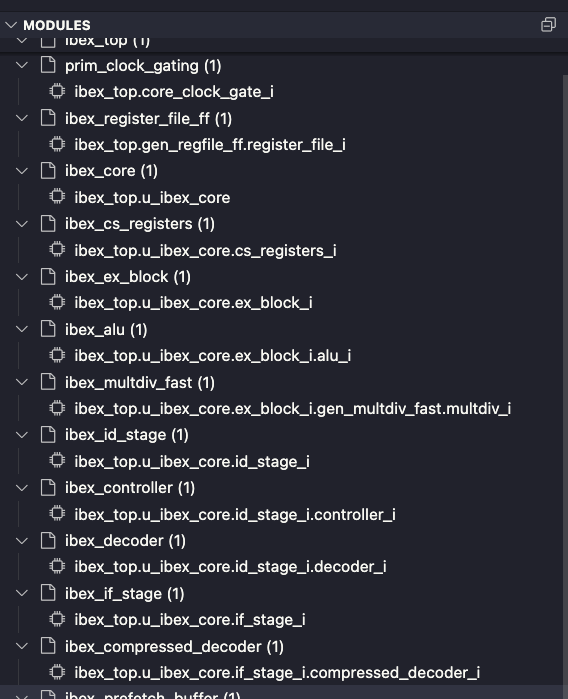 MODULES
ibex_top (1)
prim_clock_gating (1)
ibex_top.core_clock_gate_i
ibex_register_file_ff (1)
ibex_top.gen_regfile_ff.register_file_i
ibex_core (1)
ibex_top.u_ibex_core
ibex_cs_registers (1)
ibex_top.u_ibex_core.cs_registers_i
ibex_ex_block (1)
ibex_top.u_ibex_core.ex_block_i
ibex_alu (1)
ibex_top.u_ibex_core.ex_block_i.alu_i
ibex_multdiv_fast (1)
ibex_top.u_ibex_core.ex_block_i.gen_multdiv_fast.multdiv_i
ibex_id_stage (1)
ibex_top.u_ibex_core.id_stage_i
ibex_controller (1)
ibex_top.u_ibex_core.id_stage_i.controller_i
ibex_decoder (1)
ibex_top.u_ibex_core.id_stage_i.decoder_i
ibex_if_stage (1)
ibex_top.u_ibex_core.if_stage_i
ibex_compressed_decoder (1)
ibex_top.u_ibex_core.if_stage_i.compressed_decoder_i
ibex_prefetch_buffer (1)